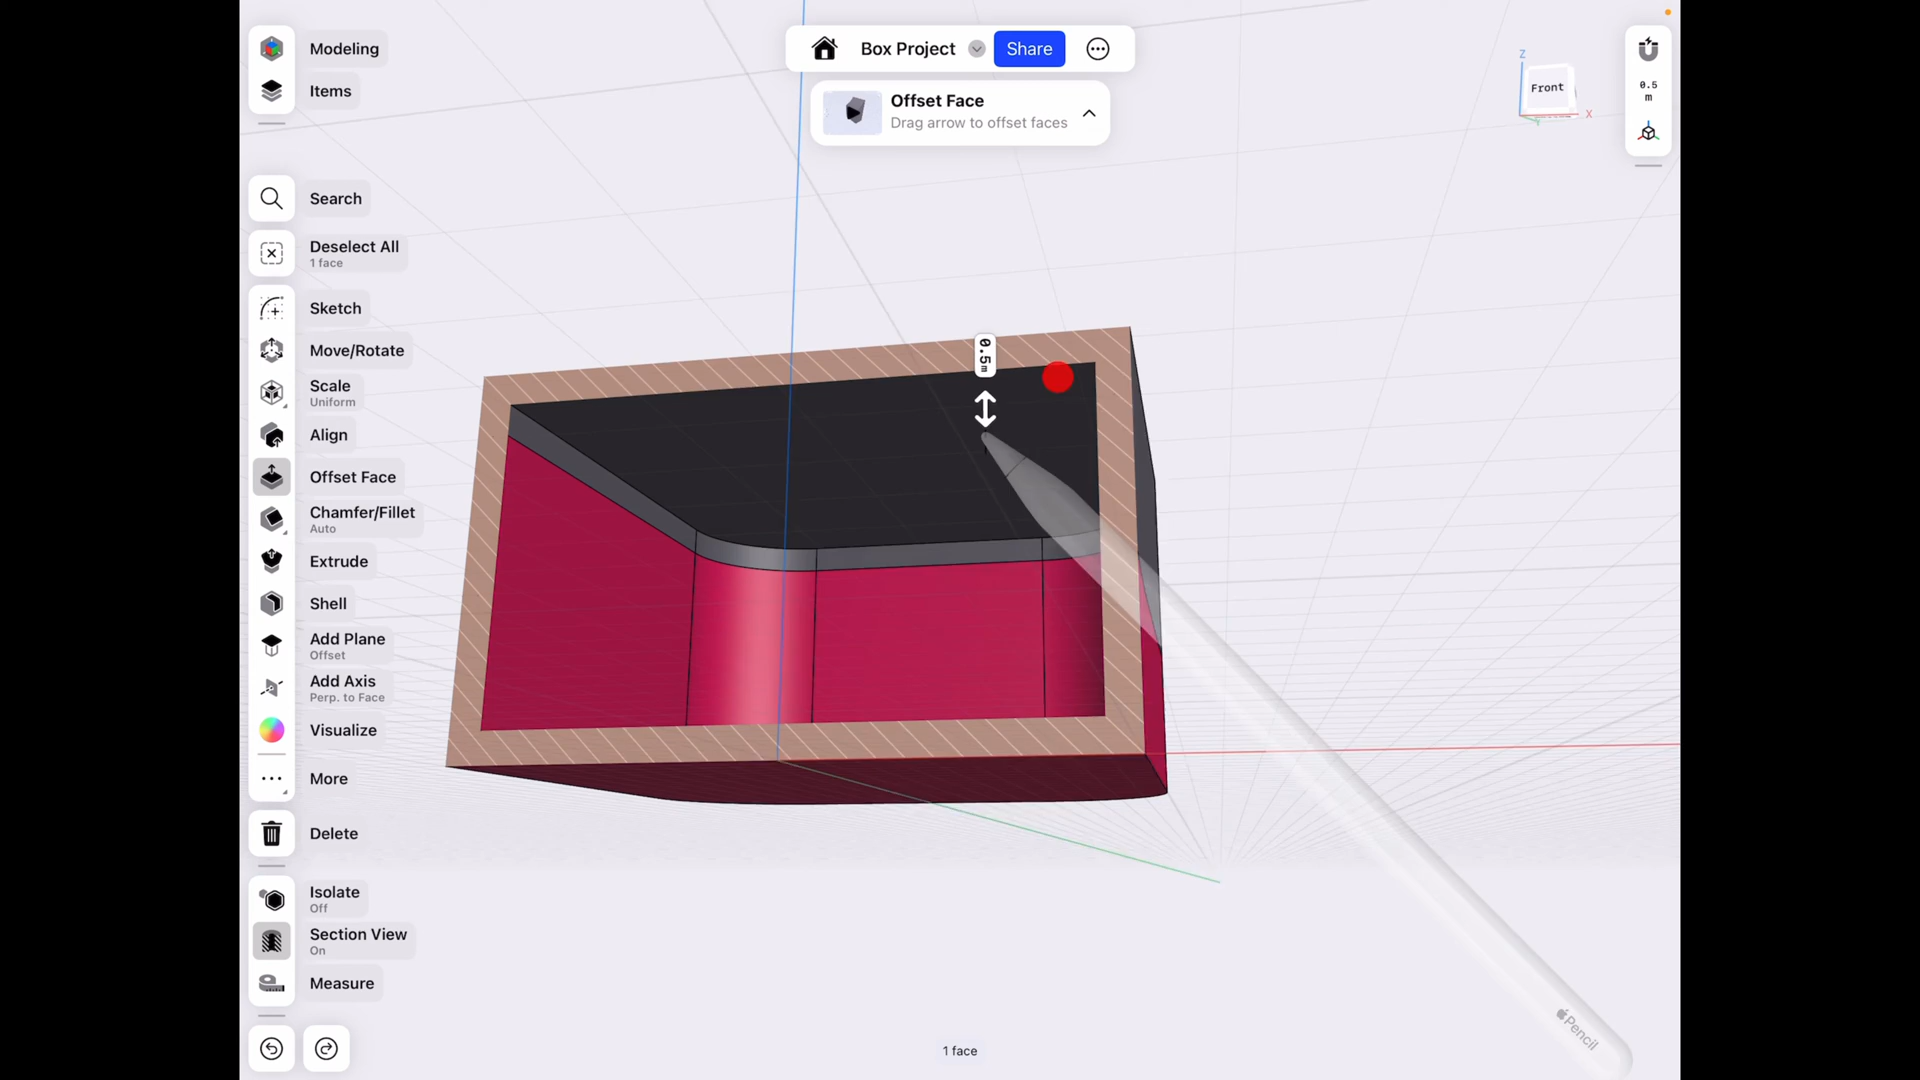 Modeling
Items
Box Project
Share
Offset Face
Drag arrow to offset faces
Z
Front
X
Y
0.5
m
Search
Deselect All
1 face
Sketch
Move/Rotate
Scale
Uniform
Align
Offset Face
Chamfer/Fillet
Auto
Extrude
Shell
Add Plane
Offset
Add Axis
Perp. to Face
Visualize
More
Delete
Isolate
Off
Section View
On
Measure
0.5m
Pencil
1 face